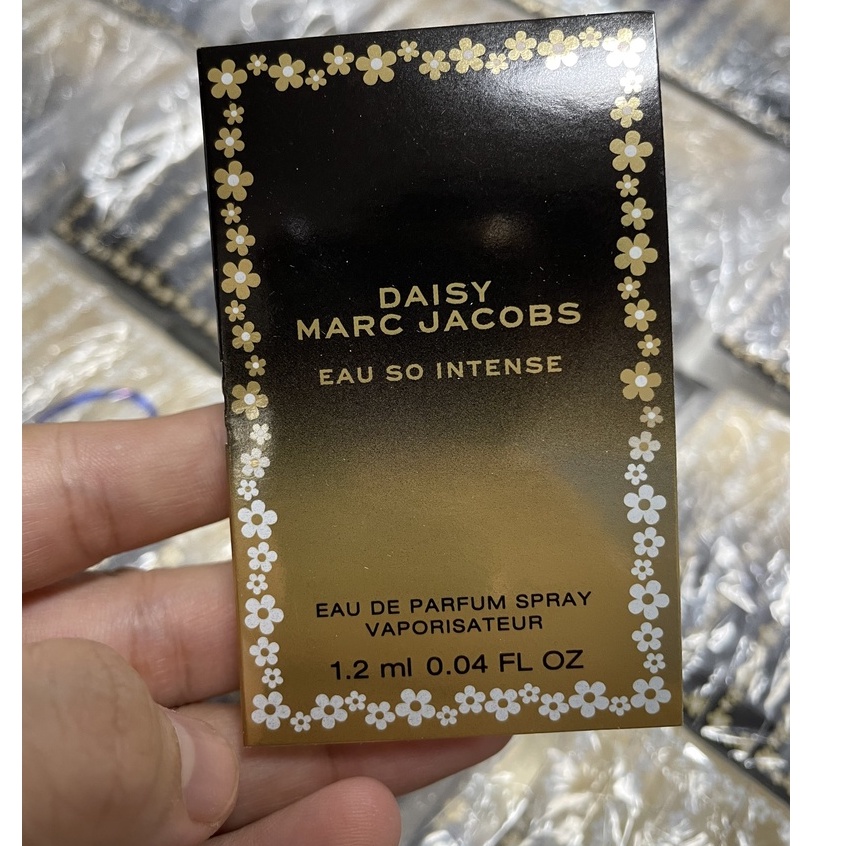 DAISY
MARC JACOBS
EAU SO INTENSE
EAU DE PARFUM SPRAY
VAPORISATEUR
1.2 ml 0.04 FL OZ